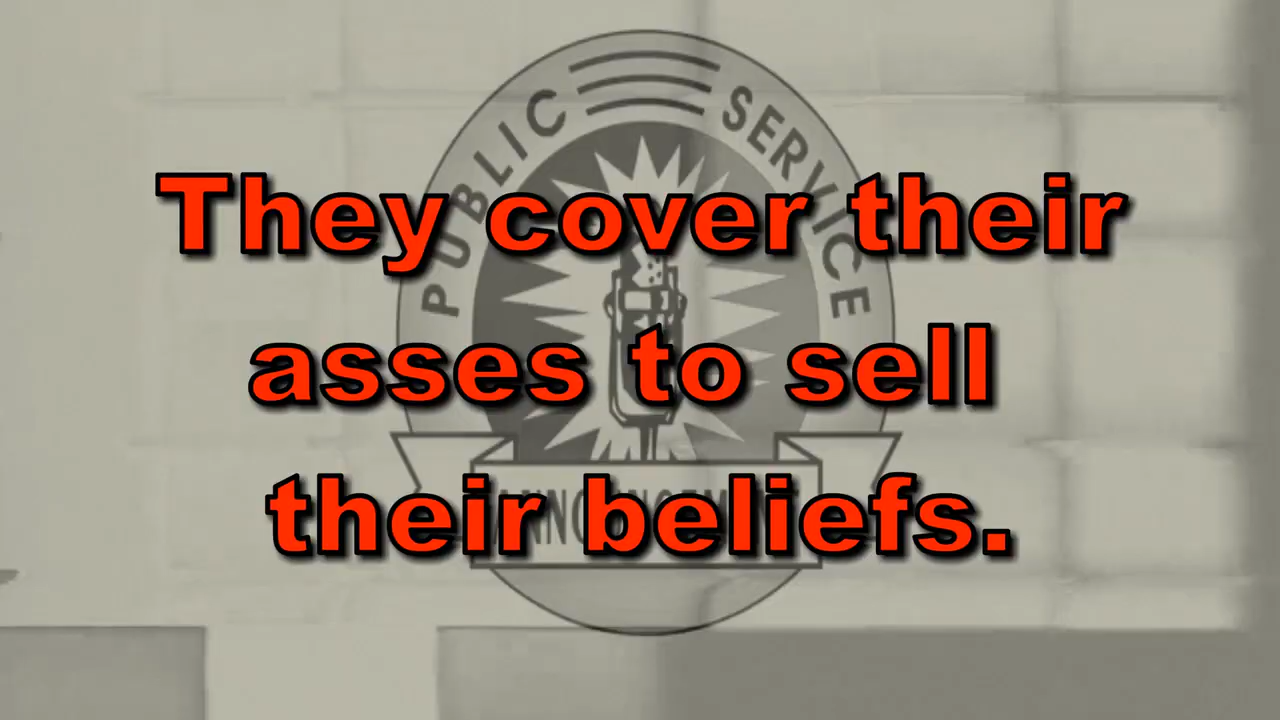 PUBLIC SERVICE
They cover their
asses to sell
their beliefs.